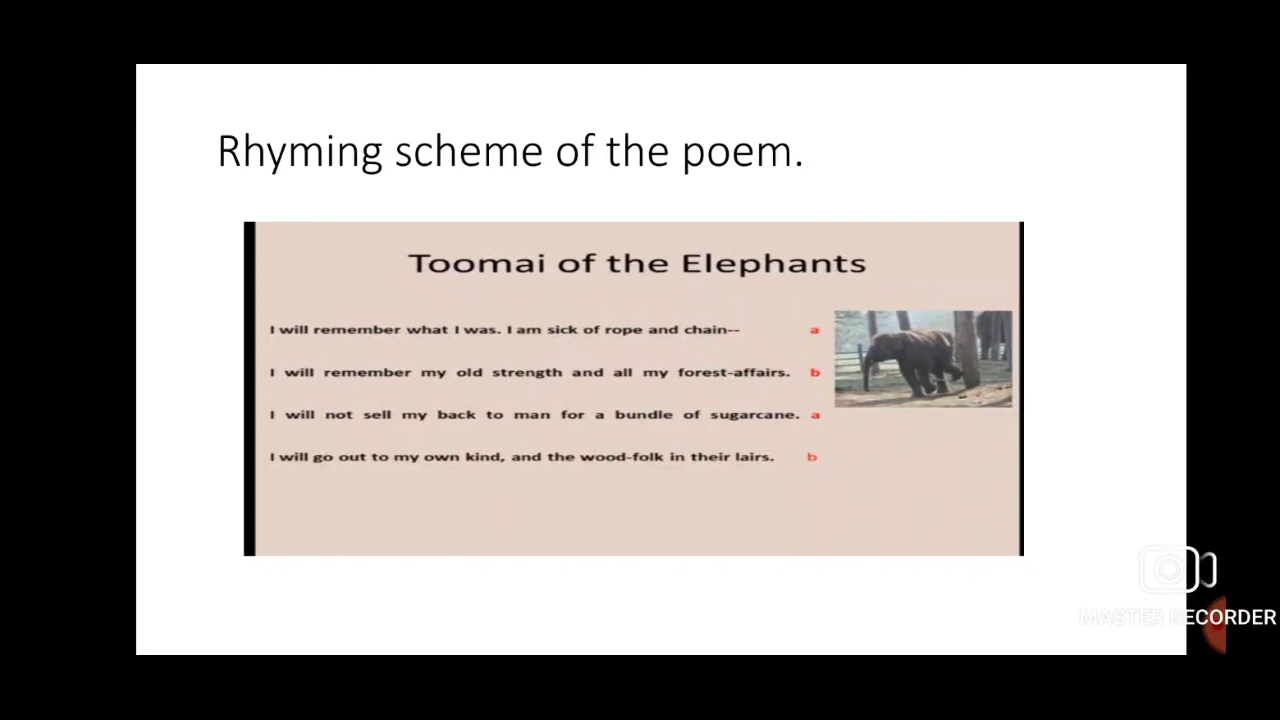 Rhyming scheme of the poem.
Toomai of the Elephants
I will remember what I was. I am sick of rope and chain-- a
I will remember my old strength and all my forest-affairs. b
I will not sell my back to man for a bundle of sugarcane. a
I will go out to my own kind, and the wood-folk in their lairs. b
MASTER RECORDER